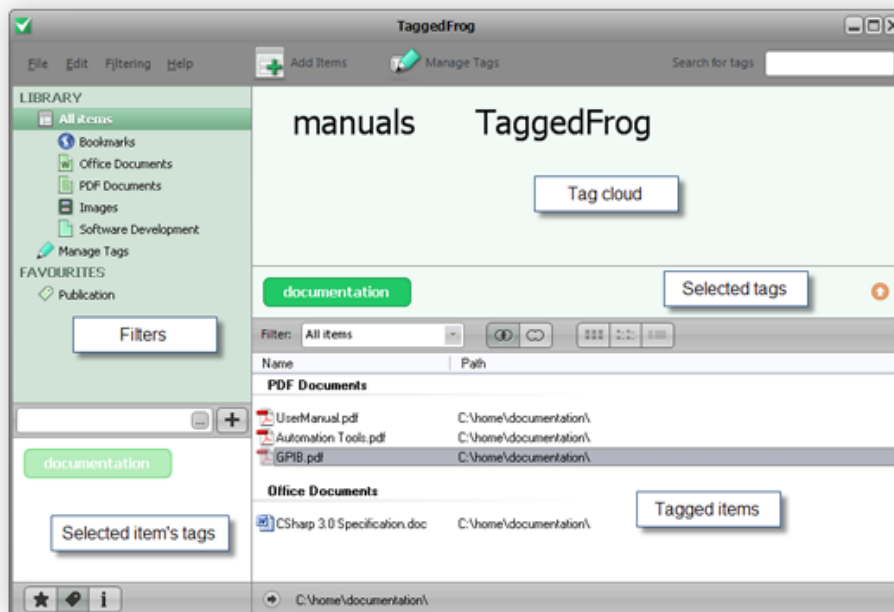 TaggedFrog
File Edit Filtering Help
Add Items
Manage Tags
Search for tags
LIBRARY
All items
Bookmarks
Office Documents
PDF Documents
Images
Software Development
Manage Tags
FAVOURITES
Publication
Filters
manuals TaggedFrog
Tag cloud
documentation
Selected tags
Filter: All items
Name Path
PDF Documents
UserManual.pdf C:\home\documentation\
Automation Tools.pdf C:\home\documentation\
GPIB.pdf C:\home\documentation\
Office Documents
CSharp 3.0 Specification.doc C:\home\documentation\
Tagged items
...
documentation
Selected item's tags
C:\home\documentation\